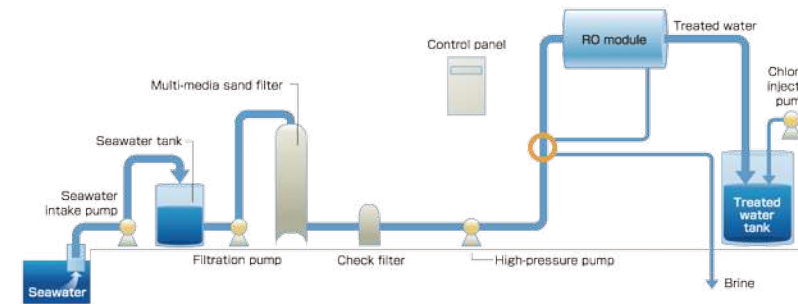 Treated water
RO module
Control panel
Multi-media sand filter
Seawater tank
Seawater
intake pump
Treated
water
tank
Filtration pump
Check filter
High-pressure pump
Brine
Seawater